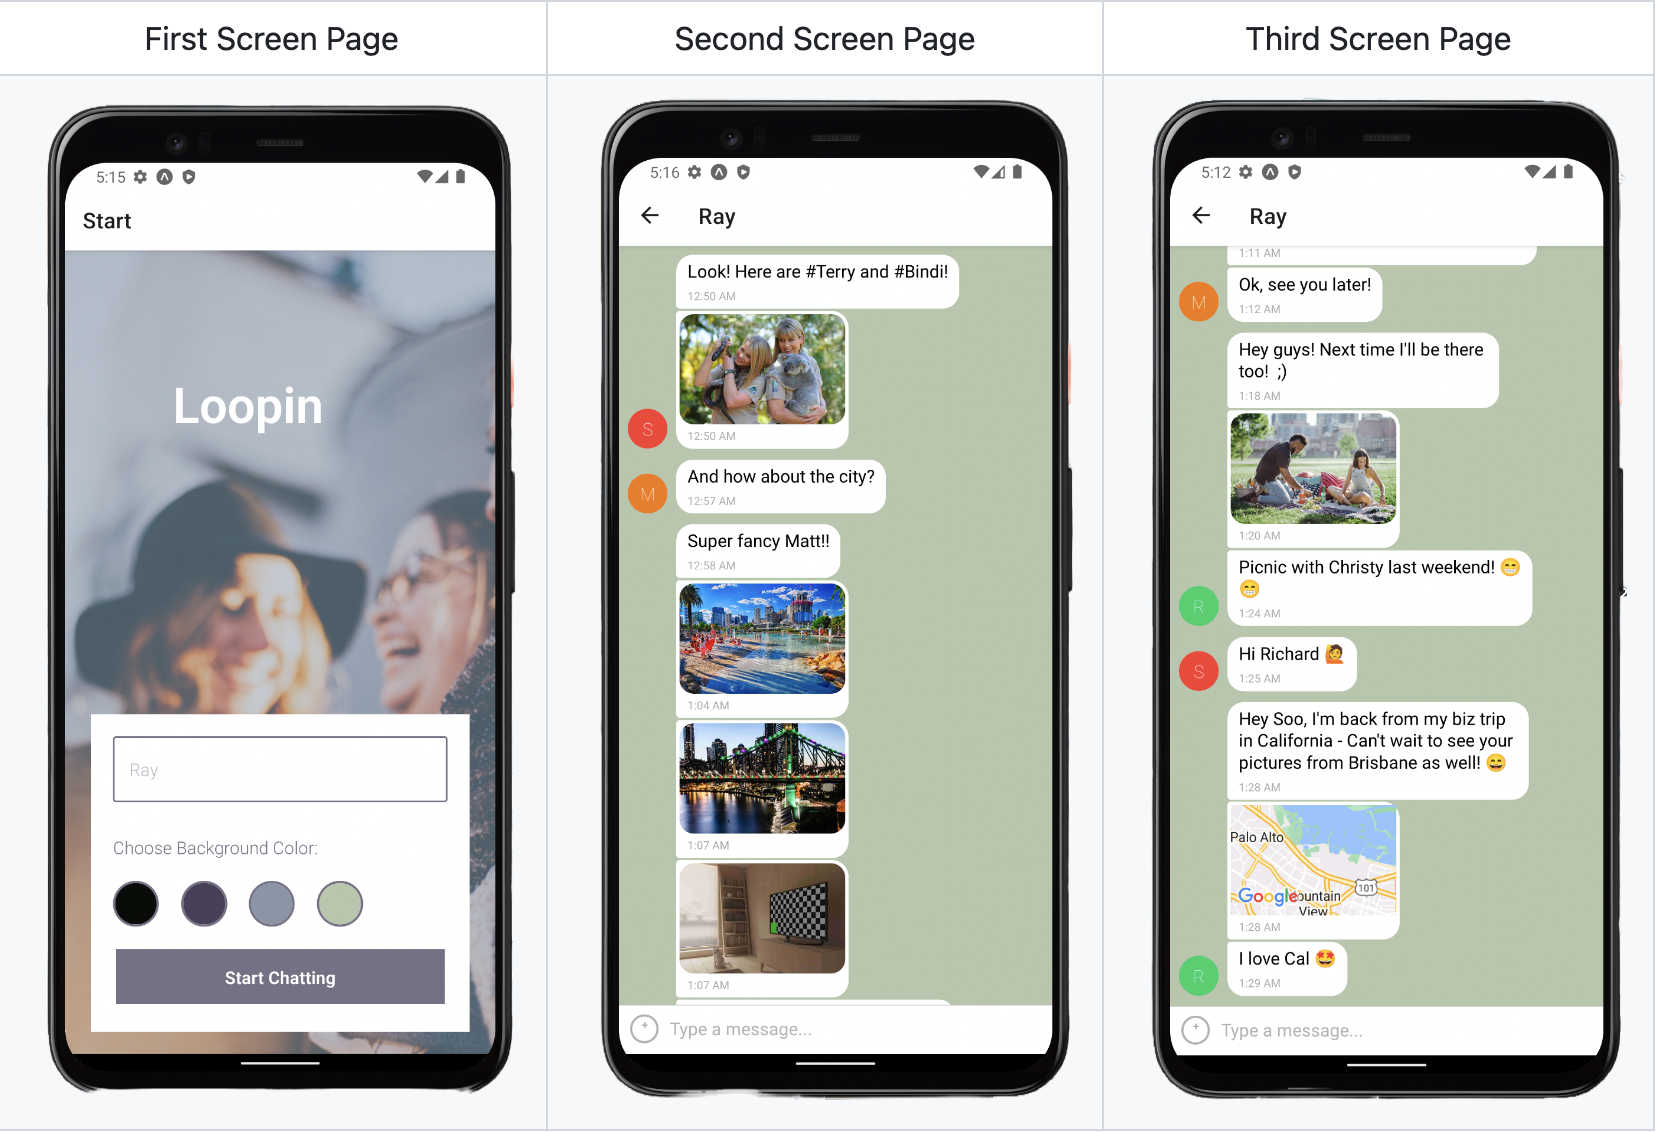 First Screen Page
Second Screen Page
Third Screen Page
5:15
Start
Loopin
Ray
Choose Background Color:
Start Chatting
5:16
Ray
Look! Here are #Terry and #Bindi!
12:50 AM
12:50 AM
S
And how about the city?
12:57 AM
M
Super fancy Matt!!
12:58 AM
1:04 AM
1:07 AM
1:07 AM
Type a message...
5:12
Ray
1:11 AM
Ok, see you later!
1:12 AM
M
Hey guys! Next time I'll be there
too! ;)
1:18 AM
1:20 AM
Picnic with Christy last weekend! 😁
😁
1:24 AM
R
Hi Richard 🙋
1:25 AM
S
Hey Soo, I'm back from my biz trip
in California - Can't wait to see your
pictures from Brisbane as well! 😄
1:28 AM
Palo Alto
101
Google
ountain
View
1:28 AM
I love Cal 🤩
1:29 AM
R
Type a message...